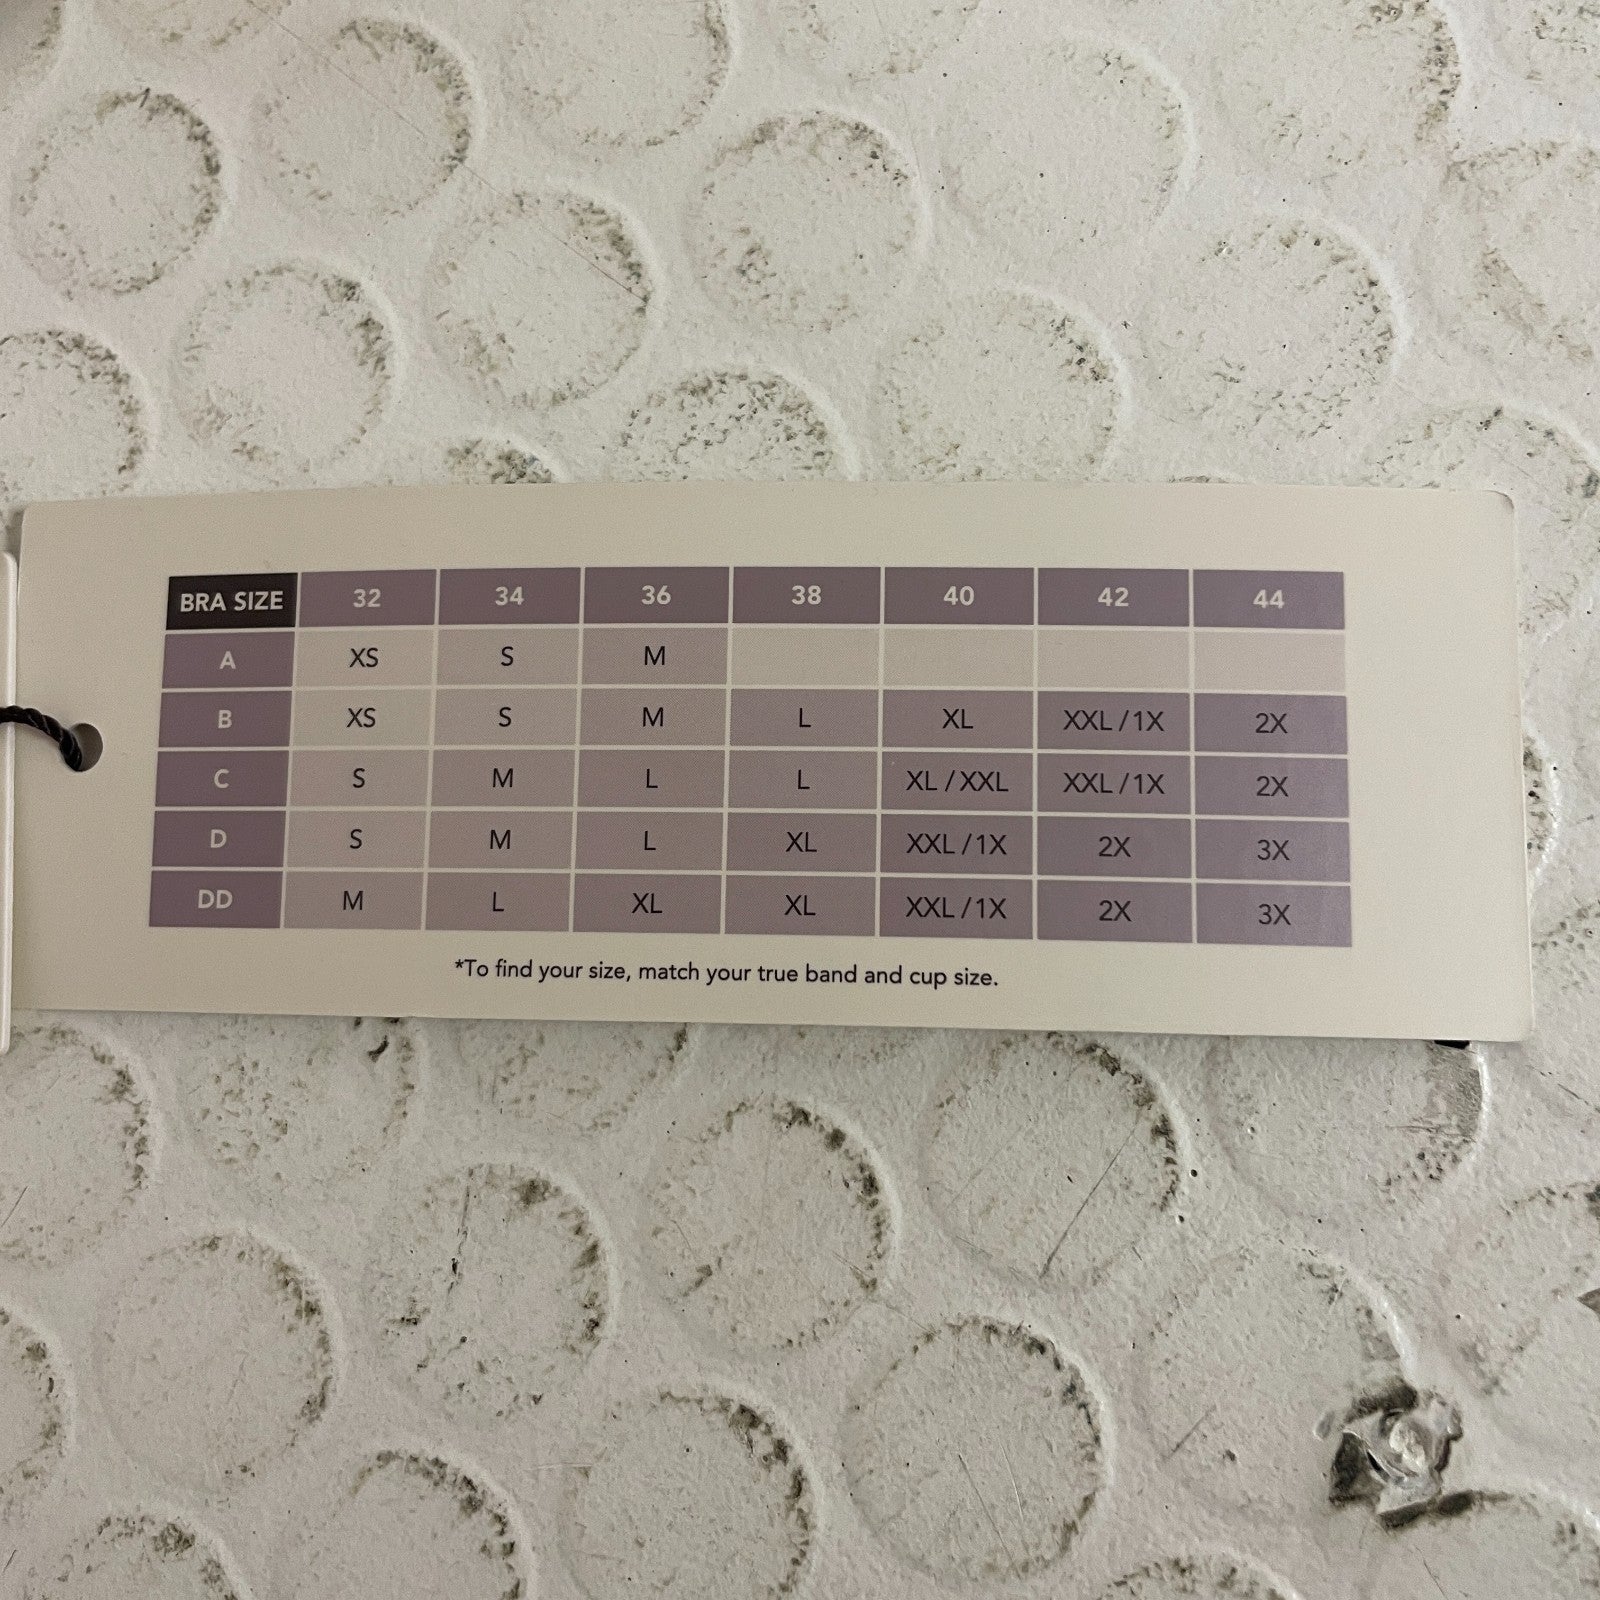 BRA SIZE 32 34 36 38 40 42 44
A XS S M
B XS S M L XL XXL / 1X 2X
C S M L L XL / XXL XXL / 1X 2X
D S M L XL XXL / 1X 2X 3X
DD M L XL XL XXL / 1X 2X 3X
*To find your size, match your true band and cup size.